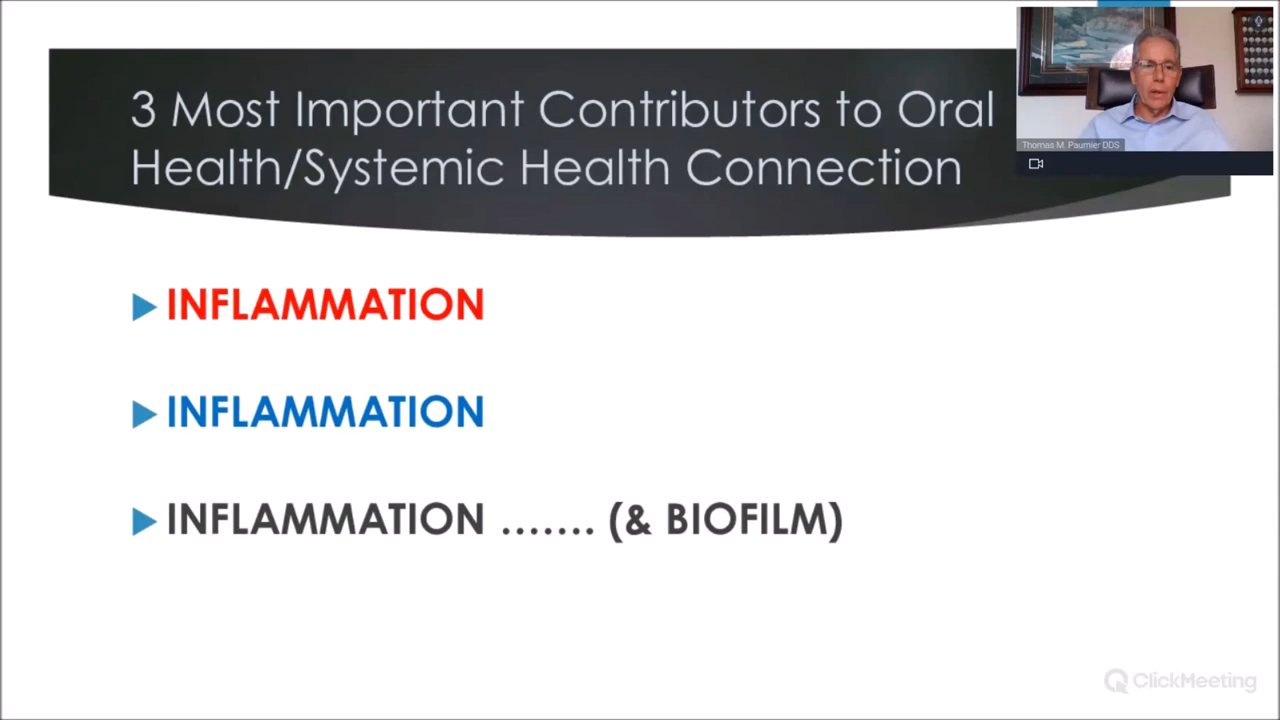 3 Most Important Contributors to Oral
Health/Systemic Health Connection
Thomas M. Paumier DDS
INFLAMMATION
INFLAMMATION
INFLAMMATION ....... (& BIOFILM)
ClickMeeting